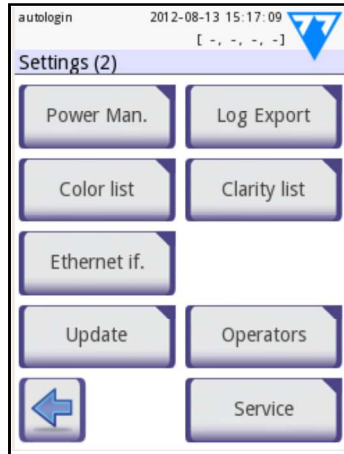 autologin 2012-08-13 15:17:09
[ -, -, -, -]
Settings (2)
Power Man. Log Export
Color list Clarity list
Ethernet if.
Update Operators
Service